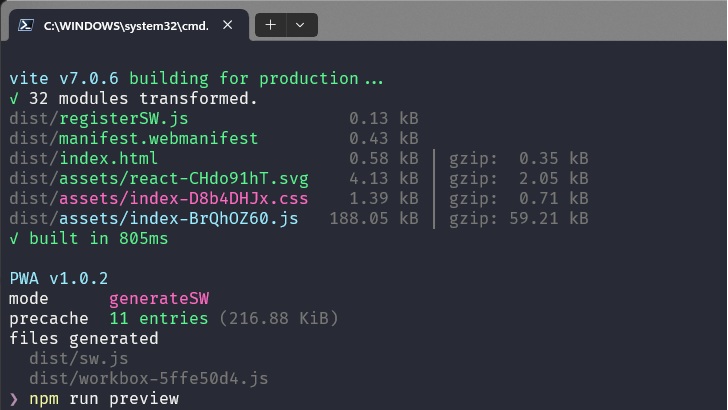 C:\WINDOWS\system32\cmd.
vite v7.0.6 building for production...
✓ 32 modules transformed.
dist/registerSW.js 0.13 kB
dist/manifest.webmanifest 0.43 kB
dist/index.html 0.58 kB │ gzip: 0.35 kB
dist/assets/react-CHdo91hT.svg 4.13 kB │ gzip: 2.05 kB
dist/assets/index-D8b4DHJx.css 1.39 kB │ gzip: 0.71 kB
dist/assets/index-BrQhOZ60.js 188.05 kB │ gzip: 59.21 kB
✓ built in 805ms
PWA v1.0.2
mode generateSW
precache 11 entries (216.88 KiB)
files generated
dist/sw.js
dist/workbox-5ffe50d4.js
❯ npm run preview